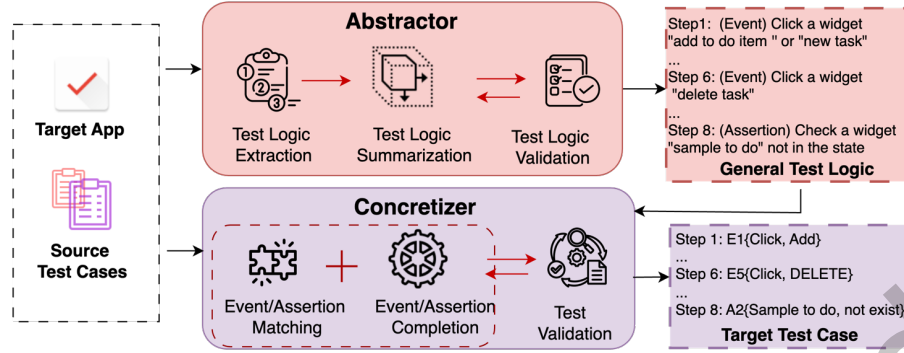 Abstractor
Test Logic
Extraction
Test Logic
Summarization
Test Logic
Validation
1
2
3
Step1: (Event) Click a widget
"add to do item " or "new task"
...
Step 6: (Event) Click a widget
"delete task"
...
Step 8: (Assertion) Check a widget
"sample to do" not in the state
General Test Logic
Target App
Source
Test Cases
Concretizer
Event/Assertion
Matching
+
Event/Assertion
Completion
Test
Validation
Step 1: E1{Click, Add}
...
Step 6: E5{Click, DELETE}
...
Step 8: A2{Sample to do, not exist}
Target Test Case